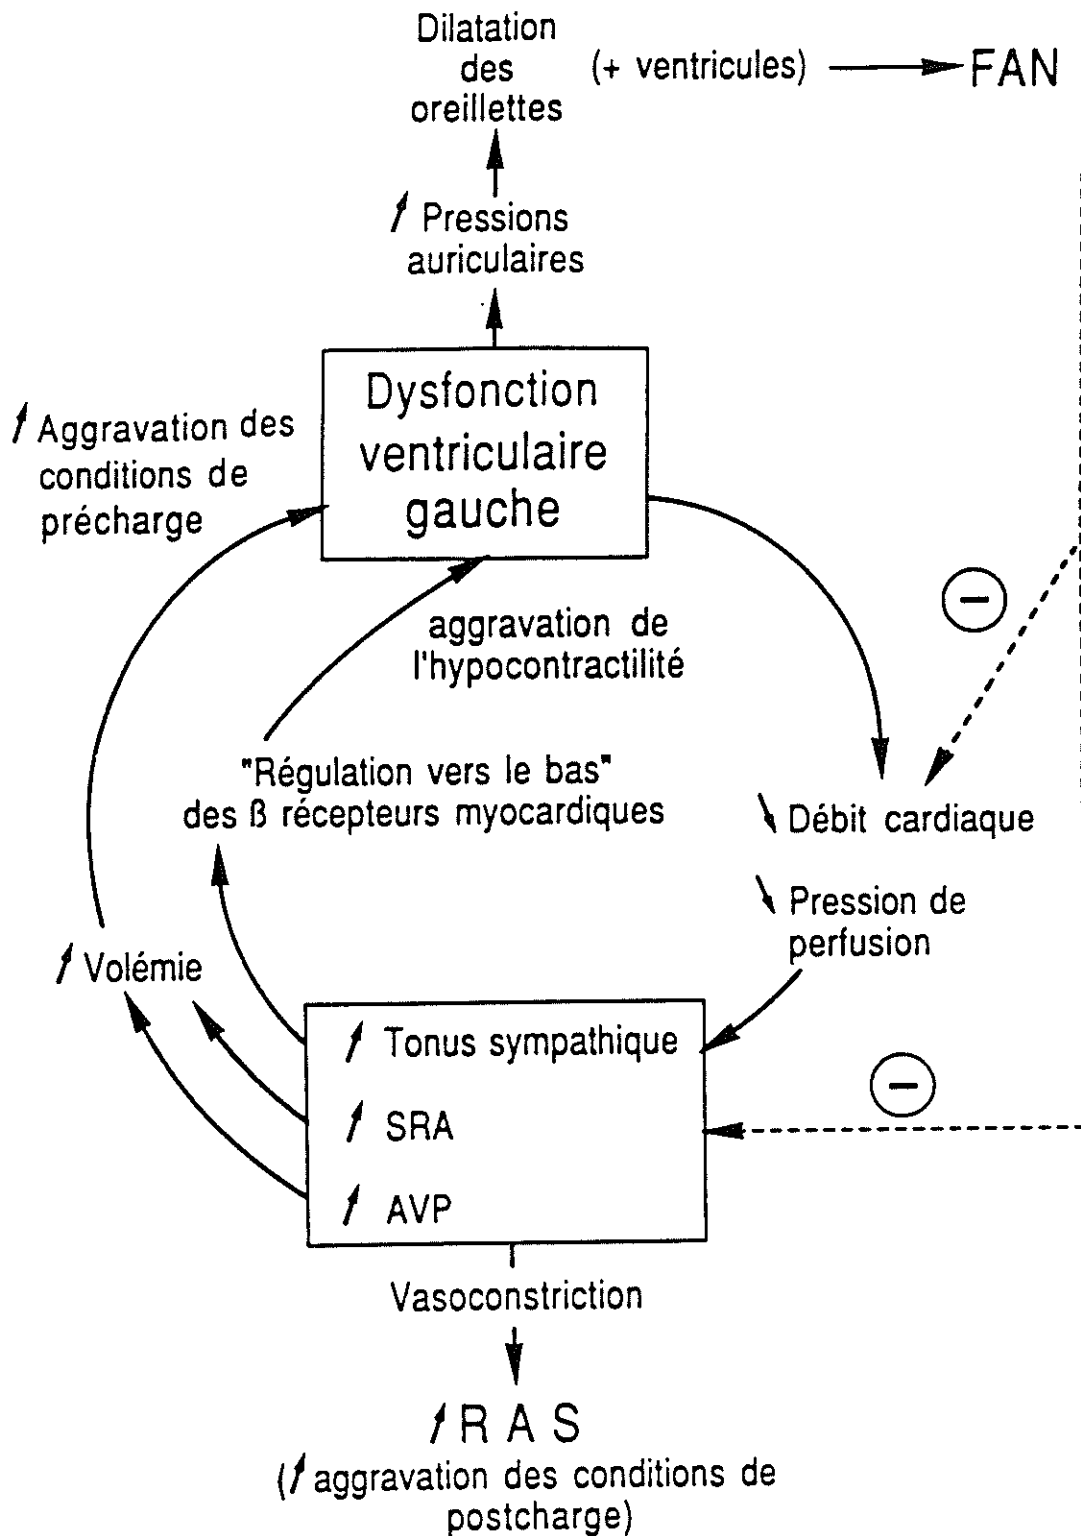 Dilatation
des
oreillettes
(+ ventricules)
FAN
Pressions
auriculaires
Dysfonction
ventriculaire
gauche
Aggravation des
conditions de
précharge
aggravation de
l'hypocontractilité
"Régulation vers le bas"
des ß récepteurs myocardiques
Débit cardiaque
Pression de
perfusion
Volémie
Tonus sympathique
SRA
AVP
Vasoconstriction
R A S
( aggravation des conditions de
postcharge)